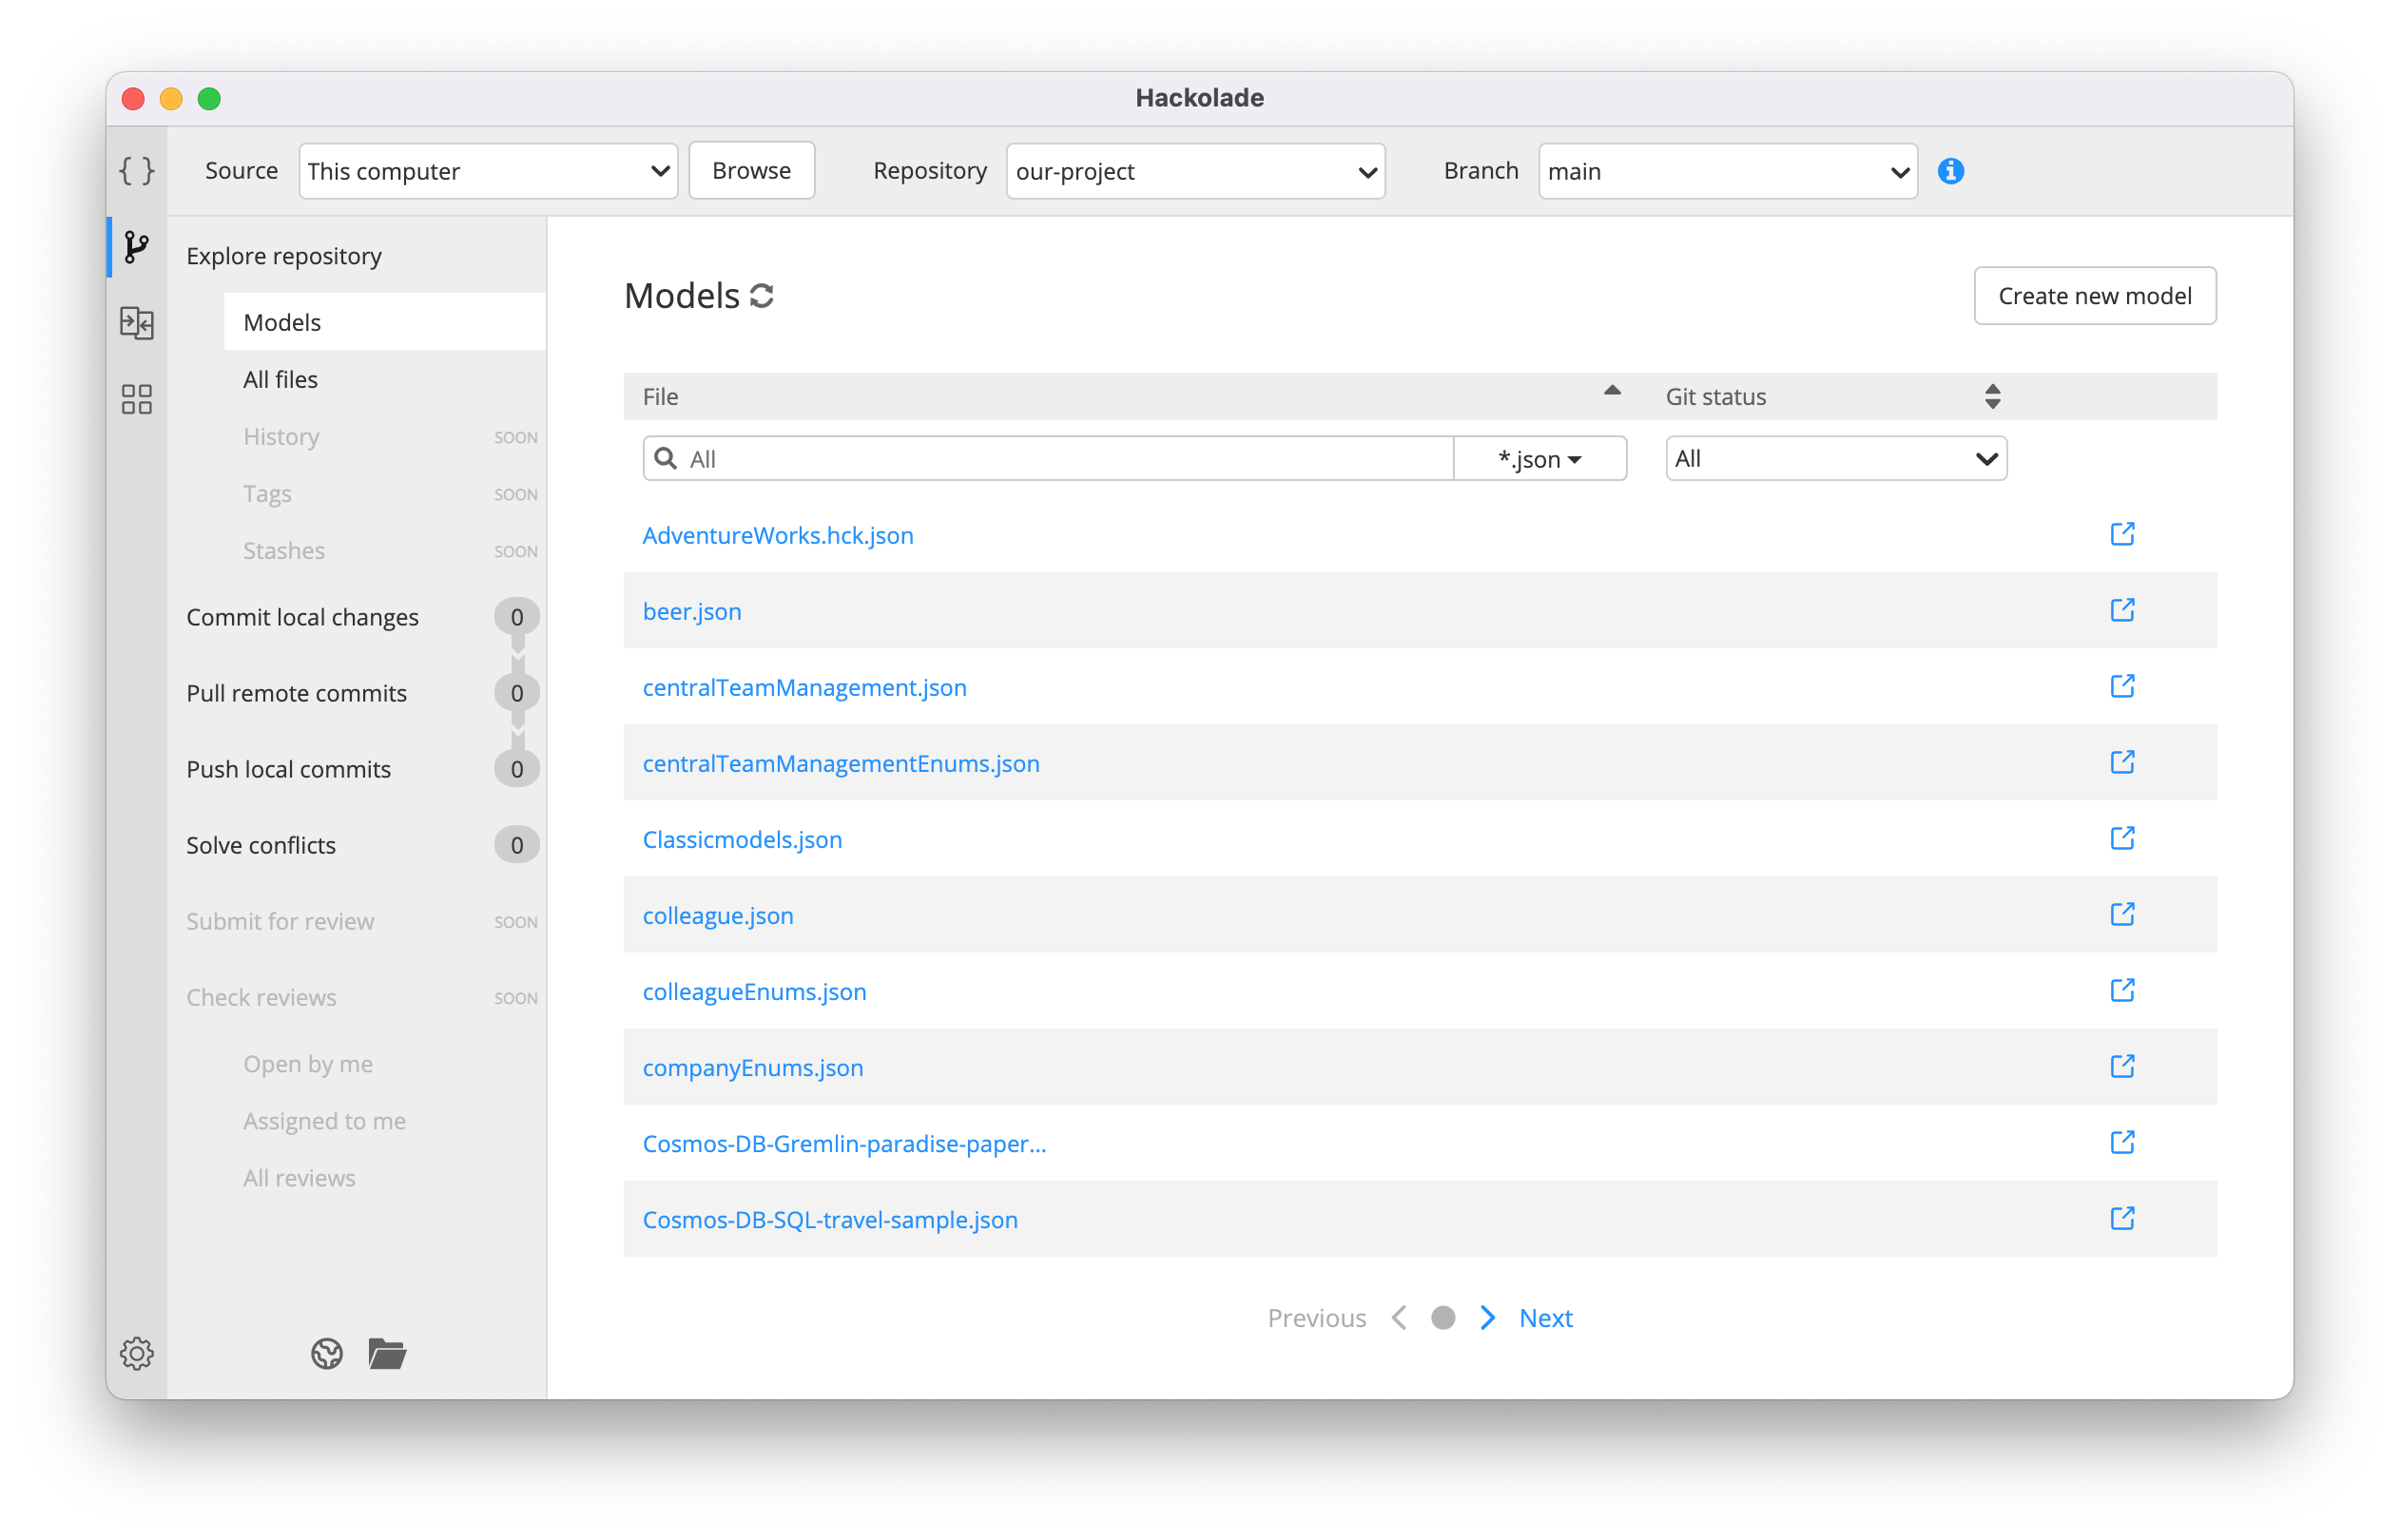 Hackolade
Source This computer Browse Repository our-project Branch main
Explore repository
Models
All files
History SOON
Tags SOON
Stashes SOON
Commit local changes 0
Pull remote commits 0
Push local commits 0
Solve conflicts 0
Submit for review SOON
Check reviews SOON
Open by me
Assigned to me
All reviews
Models
Create new model
File Git status
All *.json All
AdventureWorks.hck.json
beer.json
centralTeamManagement.json
centralTeamManagementEnums.json
Classicmodels.json
colleague.json
colleagueEnums.json
companyEnums.json
Cosmos-DB-Gremlin-paradise-paper...
Cosmos-DB-SQL-travel-sample.json
Previous Next